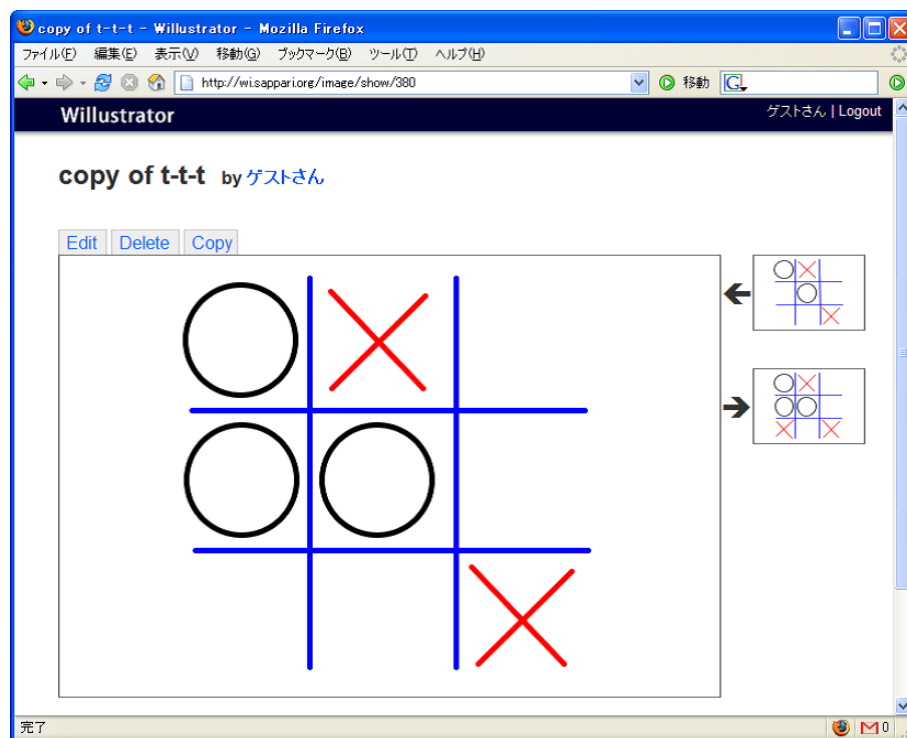 copy of t-t-t - Willustrator - Mozilla Firefox
ファイル(F) 編集(E) 表示(V) 移動(G) ブックマーク(B) ツール(T) ヘルプ(H)
http://wi.sappari.org/image/show/380 移動 G
Willustrator ゲストさん | Logout
copy of t-t-t by ゲストさん
Edit Delete Copy
完了 0